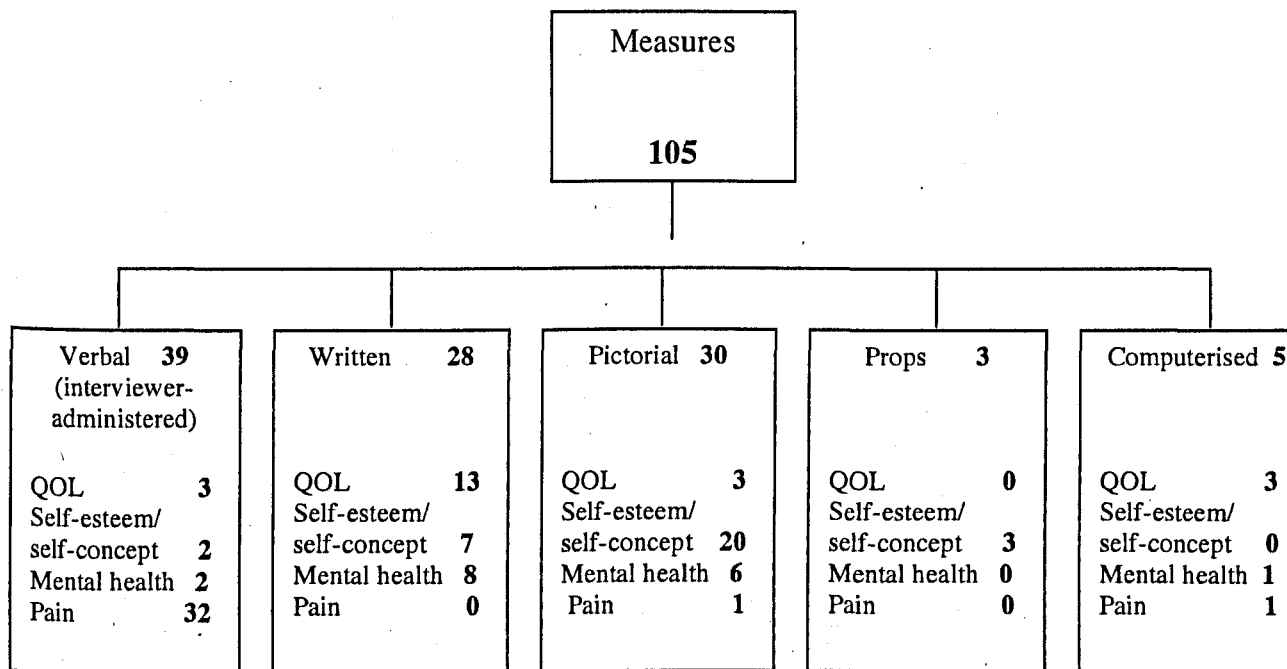 Measures
105
Verbal 39
(interviewer-
administered)
QOL 3
Self-esteem/
self-concept 2
Mental health 2
Pain 32
Written 28
QOL 13
Self-esteem/
self-concept 7
Mental health 8
Pain 0
Pictorial 30
QOL 3
Self-esteem/
self-concept 20
Mental health 6
Pain 1
Props 3
QOL 0
Self-esteem/
self-concept 3
Mental health 0
Pain 0
Computerised 5
QOL 3
Self-esteem/
self-concept 0
Mental health 1
Pain 1